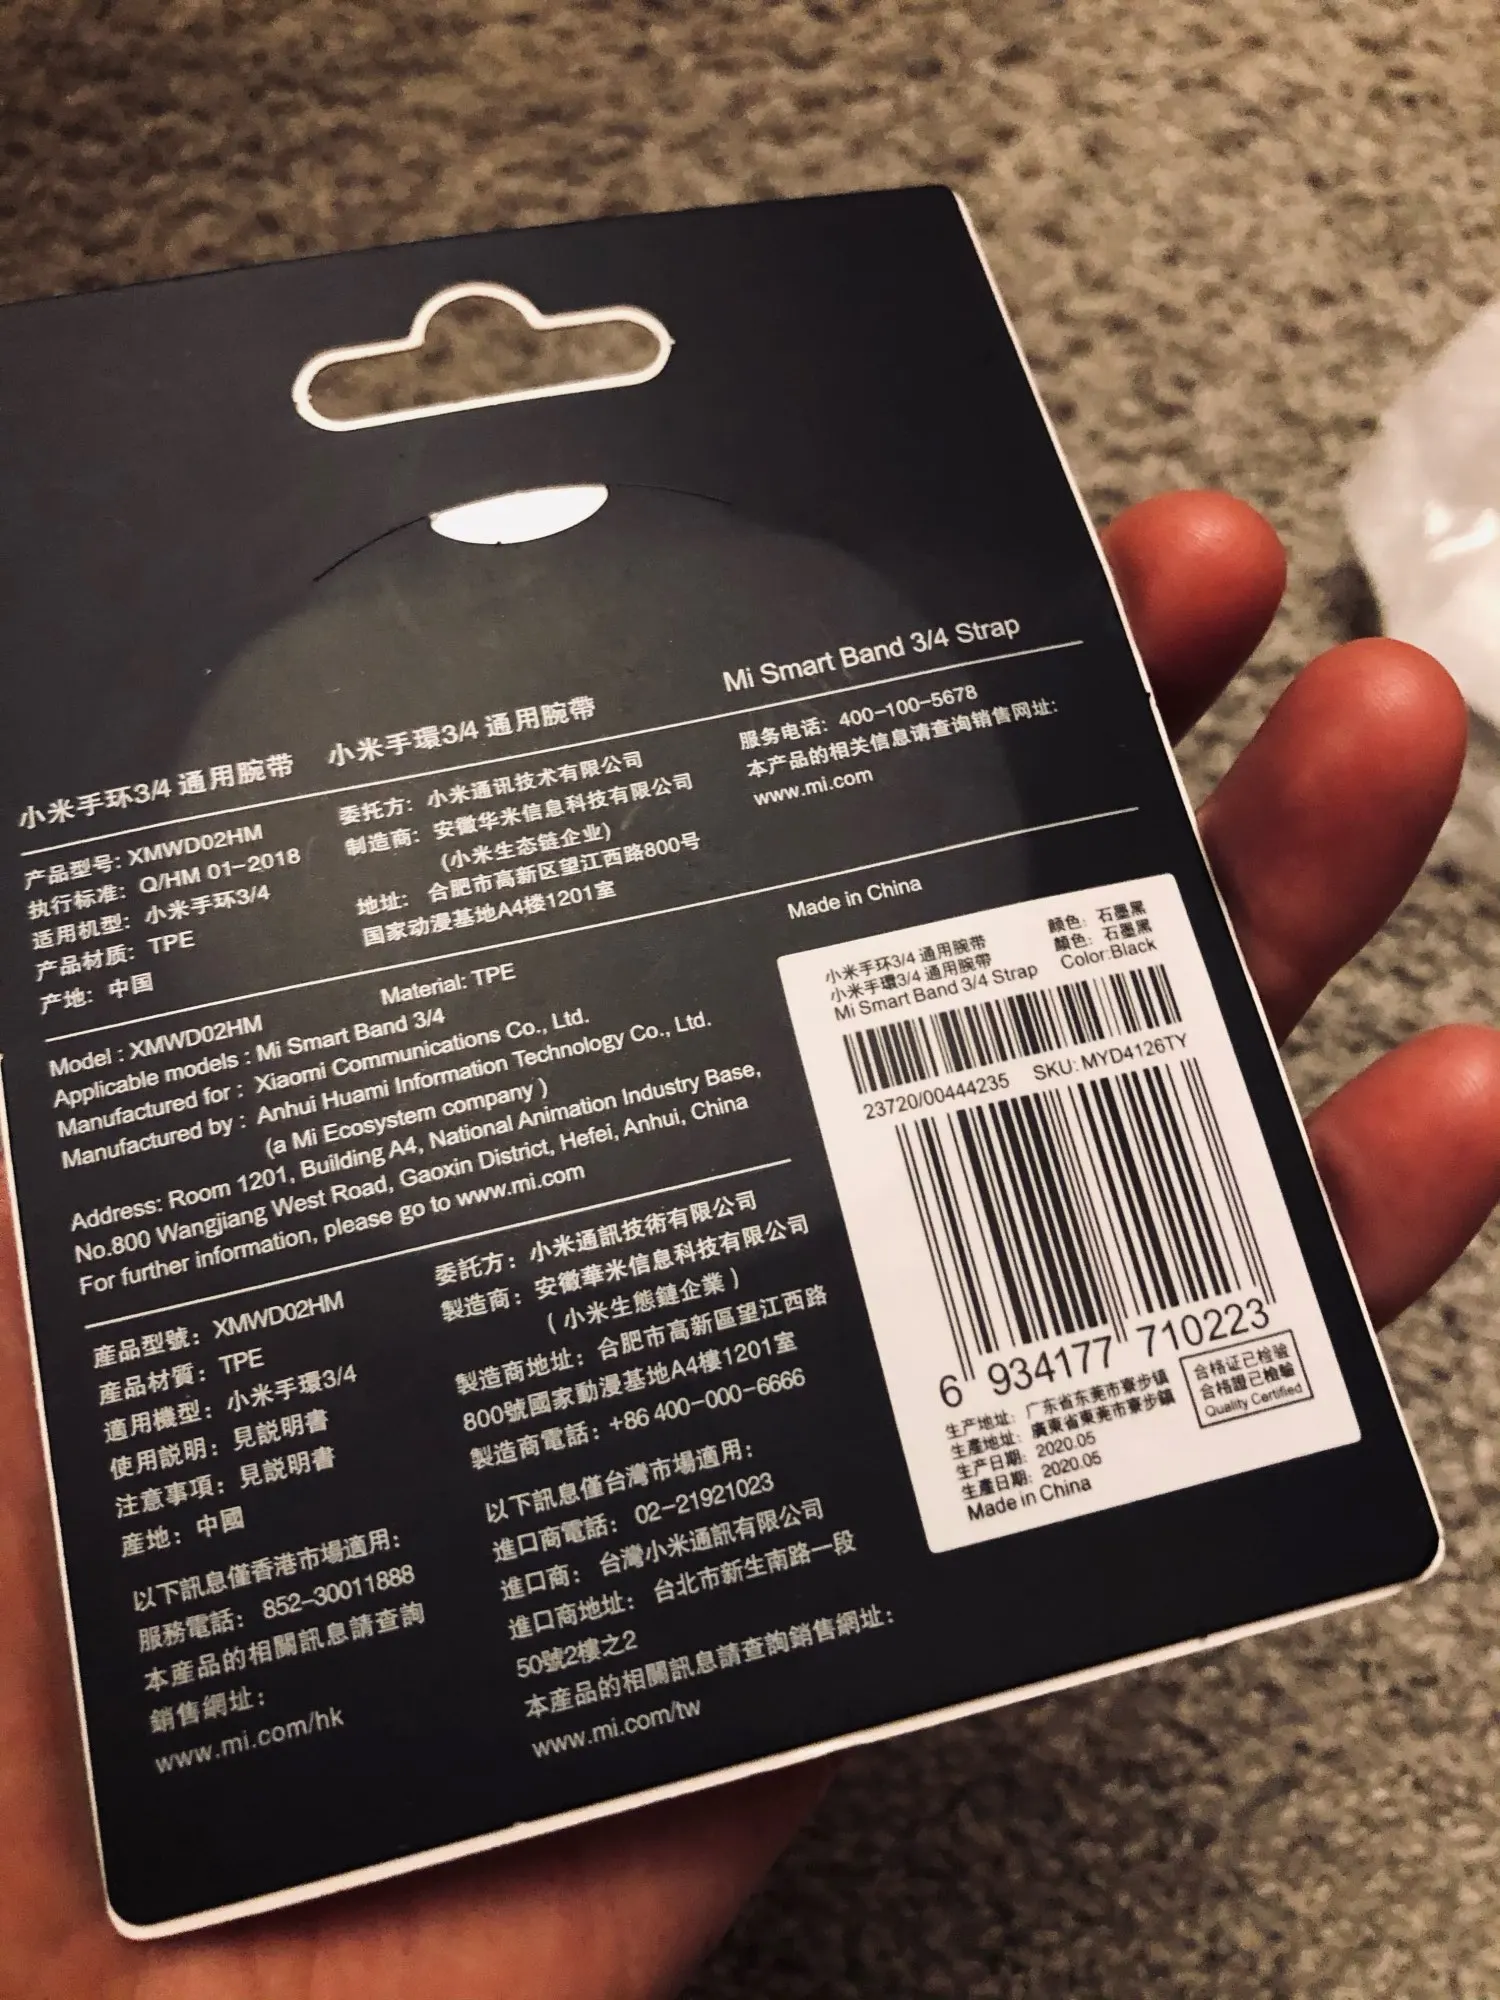 小米手环3/4 通用腕带
小米手環3/4 通用腕帶
Mi Smart Band 3/4 Strap
产品型号: XMWD02HM
执行标准: Q/HM 01-2018
适用机型: 小米手环3/4
产品材质: TPE
产地: 中国
委托方: 小米通讯技术有限公司
制造商: 安徽华米信息科技有限公司
(小米生态链企业)
地址: 合肥市高新区望江西路800号
国家动漫基地A4楼1201室
服务电话: 400-100-5678
本产品的相关信息请查询销售网址:
www.mi.com
Model : XMWD02HM
Material: TPE
Applicable models : Mi Smart Band 3/4
Manufactured for : Xiaomi Communications Co., Ltd.
Manufactured by : Anhui Huami Information Technology Co., Ltd.
(a Mi Ecosystem company )
Address: Room 1201, Building A4, National Animation Industry Base,
No.800 Wangjiang West Road, Gaoxin District, Hefei, Anhui, China
For further information, please go to www.mi.com
Made in China
產品型號: XMWD02HM
產品材質: TPE
適用機型: 小米手環3/4
使用説明: 見説明書
注意事項: 見説明書
産地: 中國
以下訊息僅香港市場適用:
服務電話: 852-30011888
本産品的相關訊息請查詢
銷售網址:
www.mi.com/hk
委託方: 小米通訊技術有限公司
製造商: 安徽華米信息科技有限公司
( 小米生態鏈企業 )
製造商地址: 合肥市高新區望江西路
800號國家動漫基地A4樓1201室
製造商電話: +86 400-000-6666
以下訊息僅台灣市場適用:
進口商電話: 02-21921023
進口商: 台灣小米通訊有限公司
進口商地址: 台北市新生南路一段
50號2樓之2
本産品的相關訊息請查詢銷售網址:
www.mi.com/tw
小米手环3/4 通用腕带
小米手環3/4 通用腕帶
Mi Smart Band 3/4 Strap
颜色: 石墨黑
顏色: 石墨黑
Color:Black
23720/00444235
SKU: MYD4126TY
6 934177 710223
生产地址: 广东省东莞市寮步镇
生產地址: 廣東省東莞市寮步鎮
生产日期: 2020.05
生產日期: 2020.05
Made in China
合格证已检验
合格證已檢驗
Quality Certified